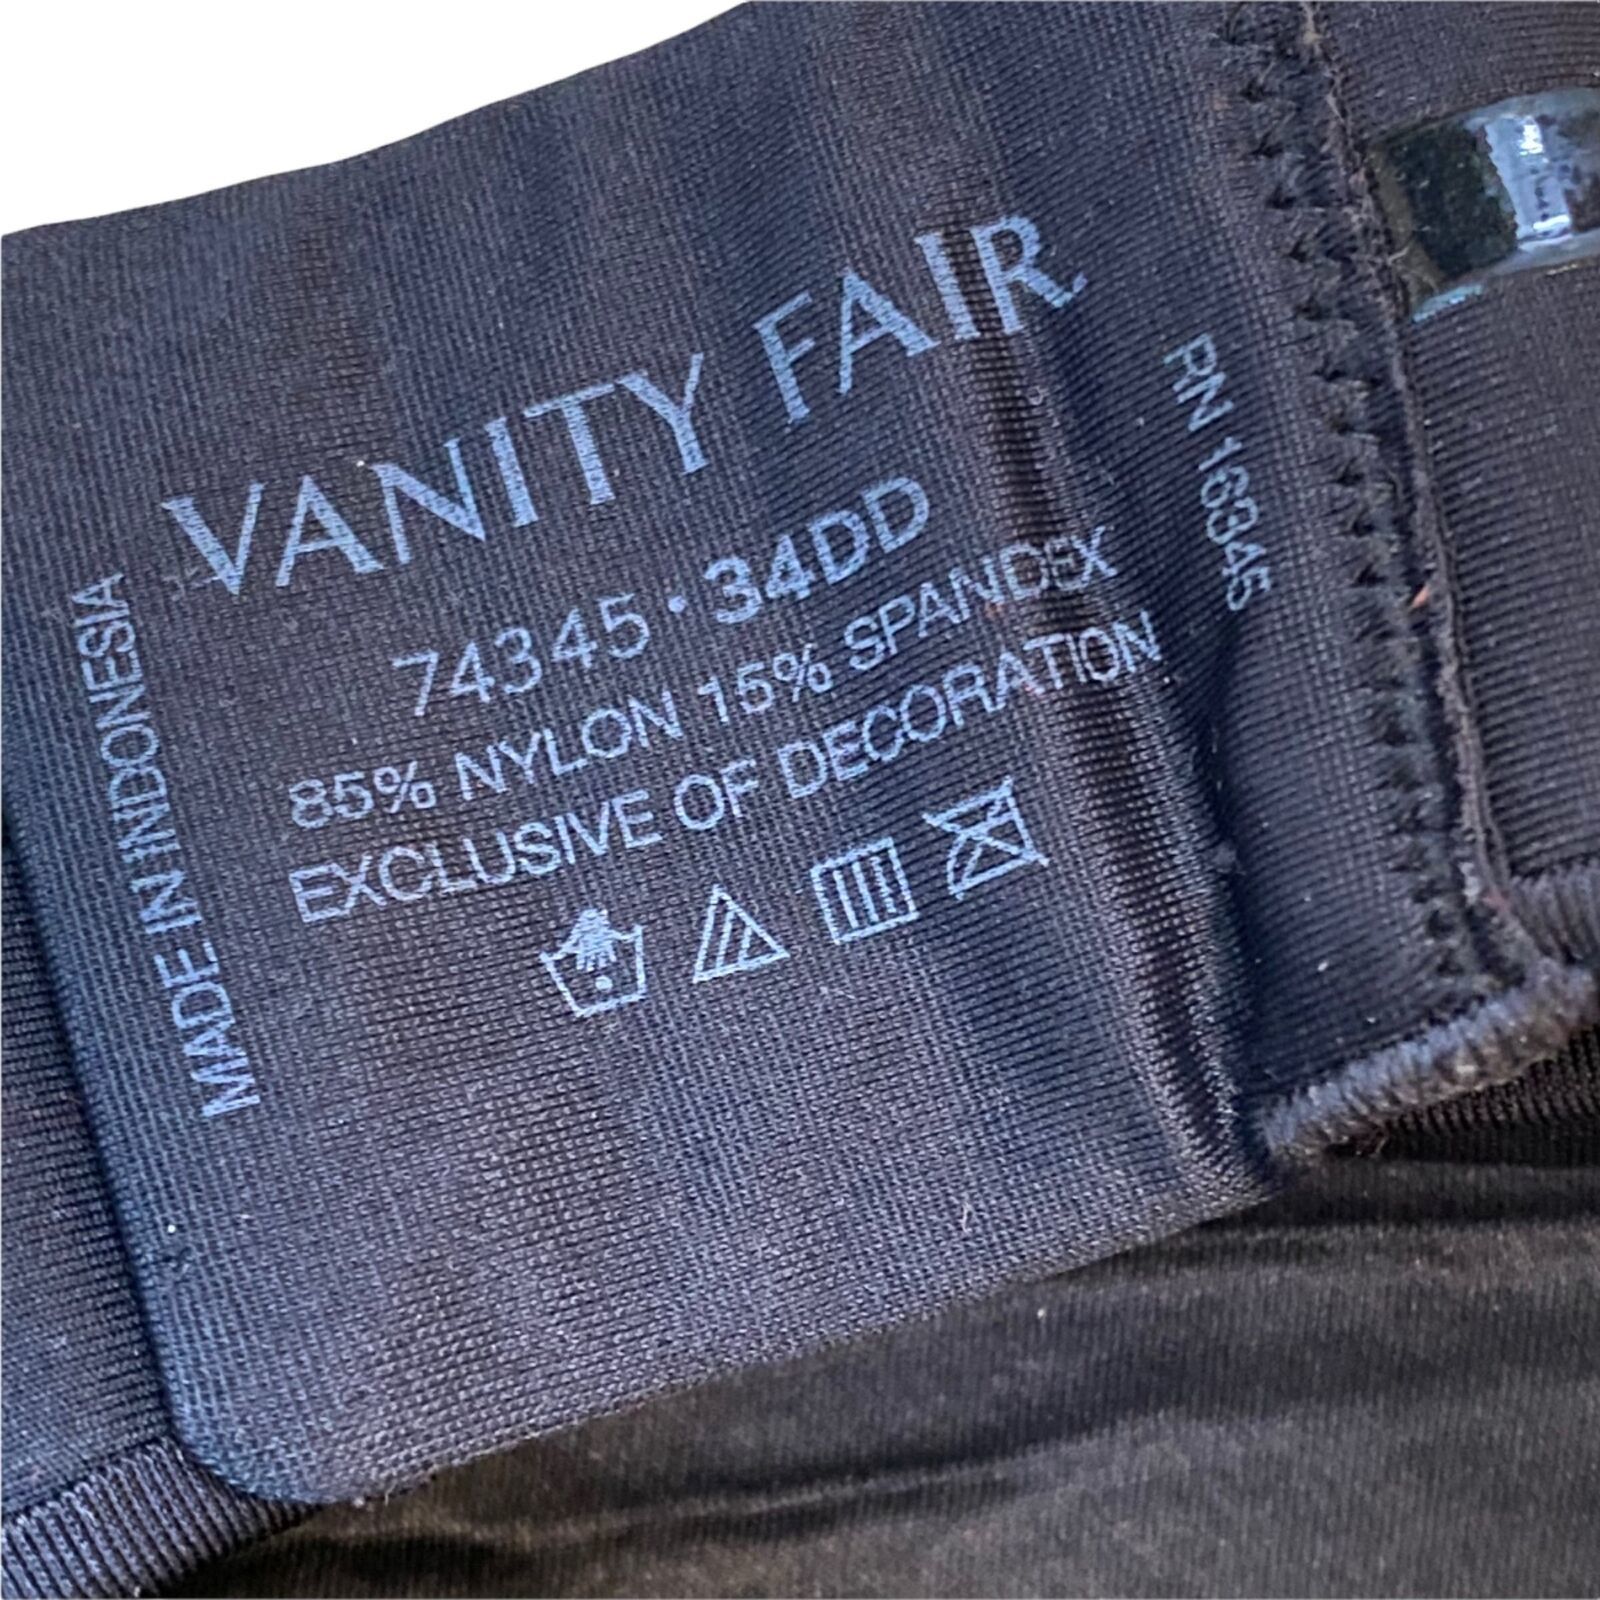 VANITY FAIR
74345 • 34DD
85% NYLON 15% SPANDEX
EXCLUSIVE OF DECORATION
MADE IN INDONESIA
RN 16345